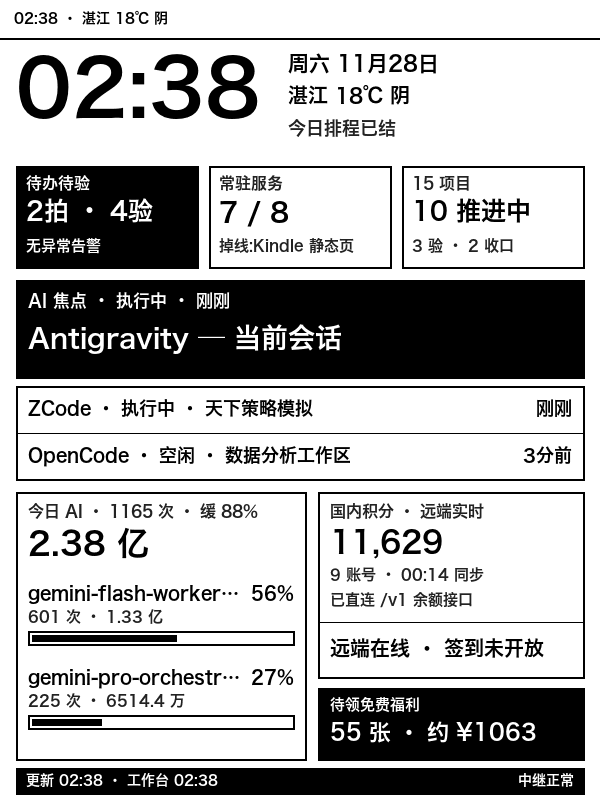 02:38 · 湛江 18℃ 阴
02:38
周六 11月28日
湛江 18℃ 阴
今日排程已结
待办待验
2拍 · 4验
无异常告警
常驻服务
7 / 8
掉线:Kindle 静态页
15 项目
10 推进中
3 验 · 2 收口
AI 焦点 · 执行中 · 刚刚
Antigravity — 当前会话
ZCode · 执行中 · 天下策略模拟 刚刚
OpenCode · 空闲 · 数据分析工作区 3分前
今日 AI · 1165 次 · 缓 88%
2.38 亿
gemini-flash-worker… 56%
601 次 · 1.33 亿
gemini-pro-orchestr… 27%
225 次 · 6514.4 万
国内积分 · 远端实时
11,629
9 账号 · 00:14 同步
已直连 /v1 余额接口
远端在线 · 签到未开放
待领免费福利
55 张 · 约 ¥1063
更新 02:38 · 工作台 02:38 中继正常